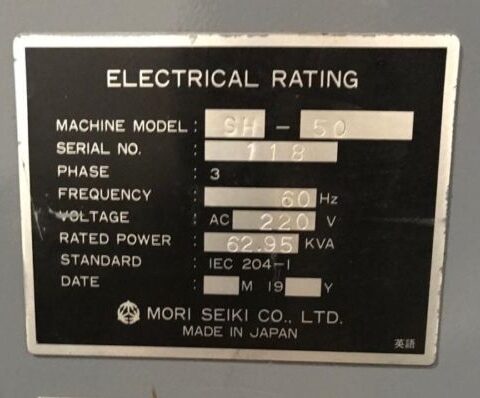 ELECTRICAL RATING
MACHINE MODEL : SH - 50
SERIAL NO. : 118
PHASE : 3
FREQUENCY : 60 Hz
VOLTAGE : AC 220 V
RATED POWER : 62.95 KVA
STANDARD : IEC 204-1
DATE : M 19 Y
MORI SEIKI CO., LTD.
MADE IN JAPAN
英語